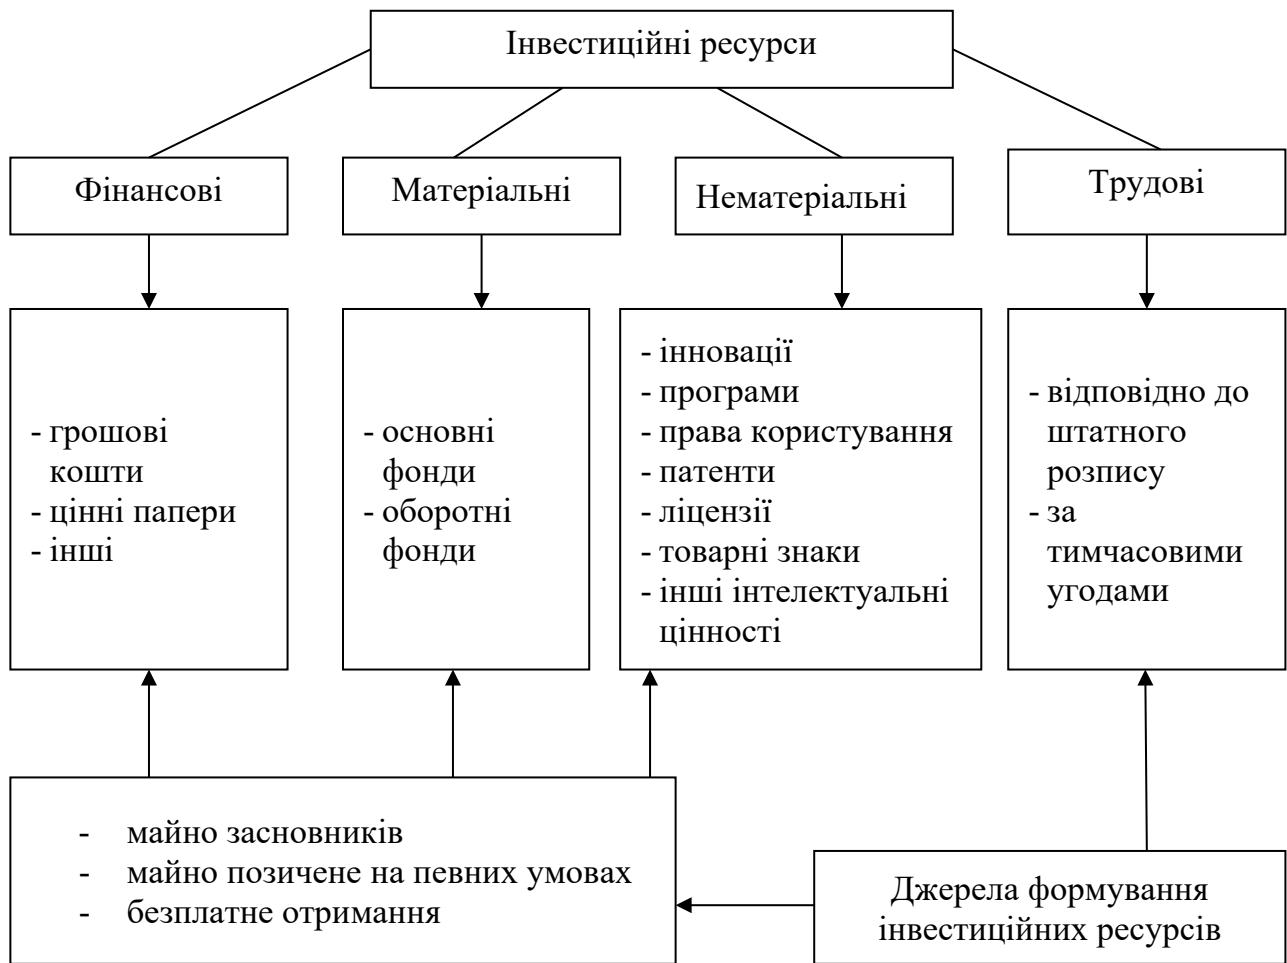 Інвестиційні ресурси
Фінансові
Матеріальні
Нематеріальні
Трудові
- грошові
кошти
- цінні папери
- інші
- основні
фонди
- оборотні
фонди
- інновації
- програми
- права користування
- патенти
- ліцензії
- товарні знаки
- інші інтелектуальні
цінності
- відповідно до
штатного
розпису
- за
тимчасовими
угодами
- майно засновників
- майно позичене на певних умовах
- безплатне отримання
Джерела формування
інвестиційних ресурсів